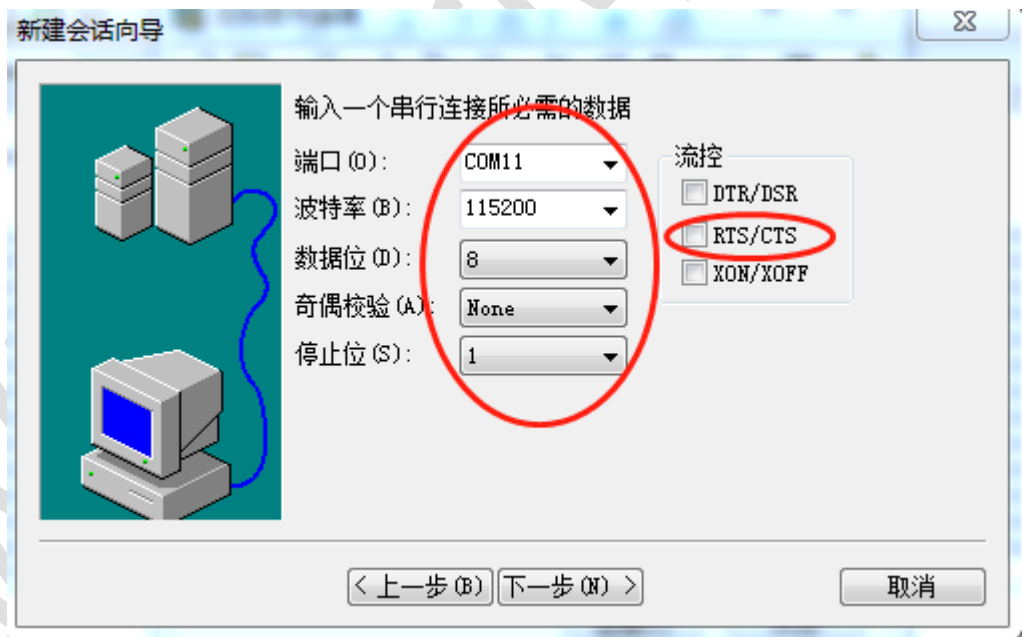 新建会话向导
输入一个串行连接所必需的数据
端口(O): COM11
波特率(B): 115200
数据位(D): 8
奇偶校验(A): None
停止位(S): 1
流控
DTR/DSR
RTS/CTS
XON/XOFF
< 上一步(B) 下一步(N) > 取消